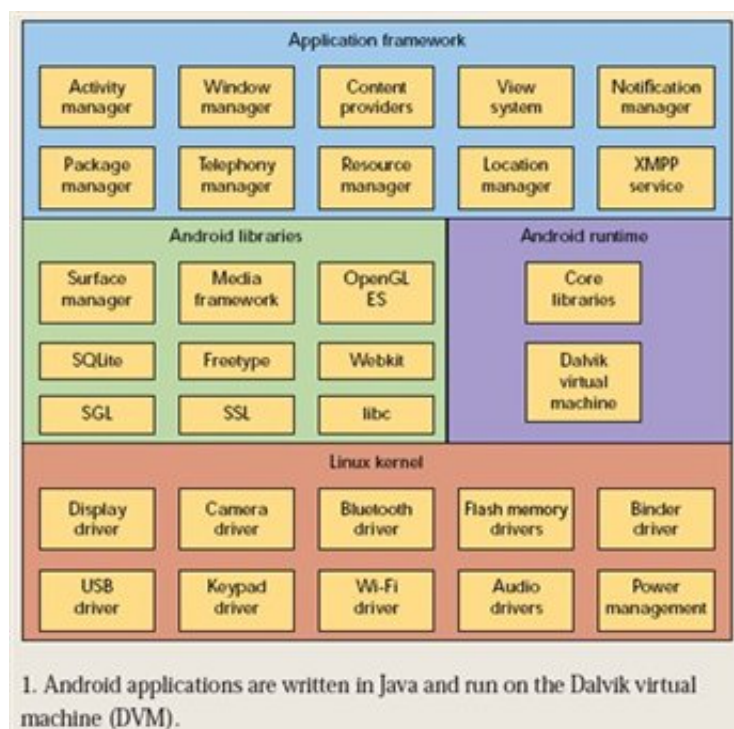 Application framework
Activity manager
Window manager
Content providers
View system
Notification manager
Package manager
Telephony manager
Resource manager
Location manager
XMPP service
Android libraries
Surface manager
Media framework
OpenGL ES
SQLite
Freetype
Webkit
SGL
SSL
libc
Android runtime
Core libraries
Dalvik virtual machine
Linux kernel
Display driver
Camera driver
Bluetooth driver
Flash memory drivers
Binder driver
USB driver
Keypad driver
Wi-Fi driver
Audio drivers
Power management
1. Android applications are written in Java and run on the Dalvik virtual
machine (DVM).